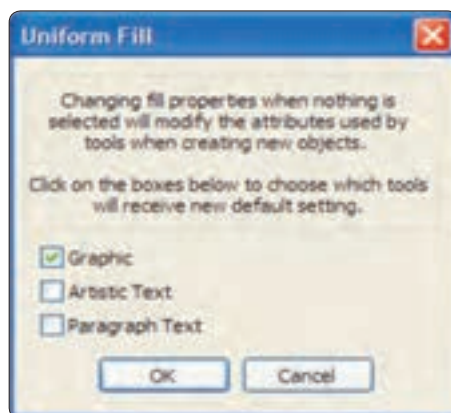 Uniform Fill
Changing fill properties when nothing is
selected will modify the attributes used by
tools when creating new objects.
Click on the boxes below to choose which tools
will receive new default setting.
Graphic
Artistic Text
Paragraph Text
OK
Cancel